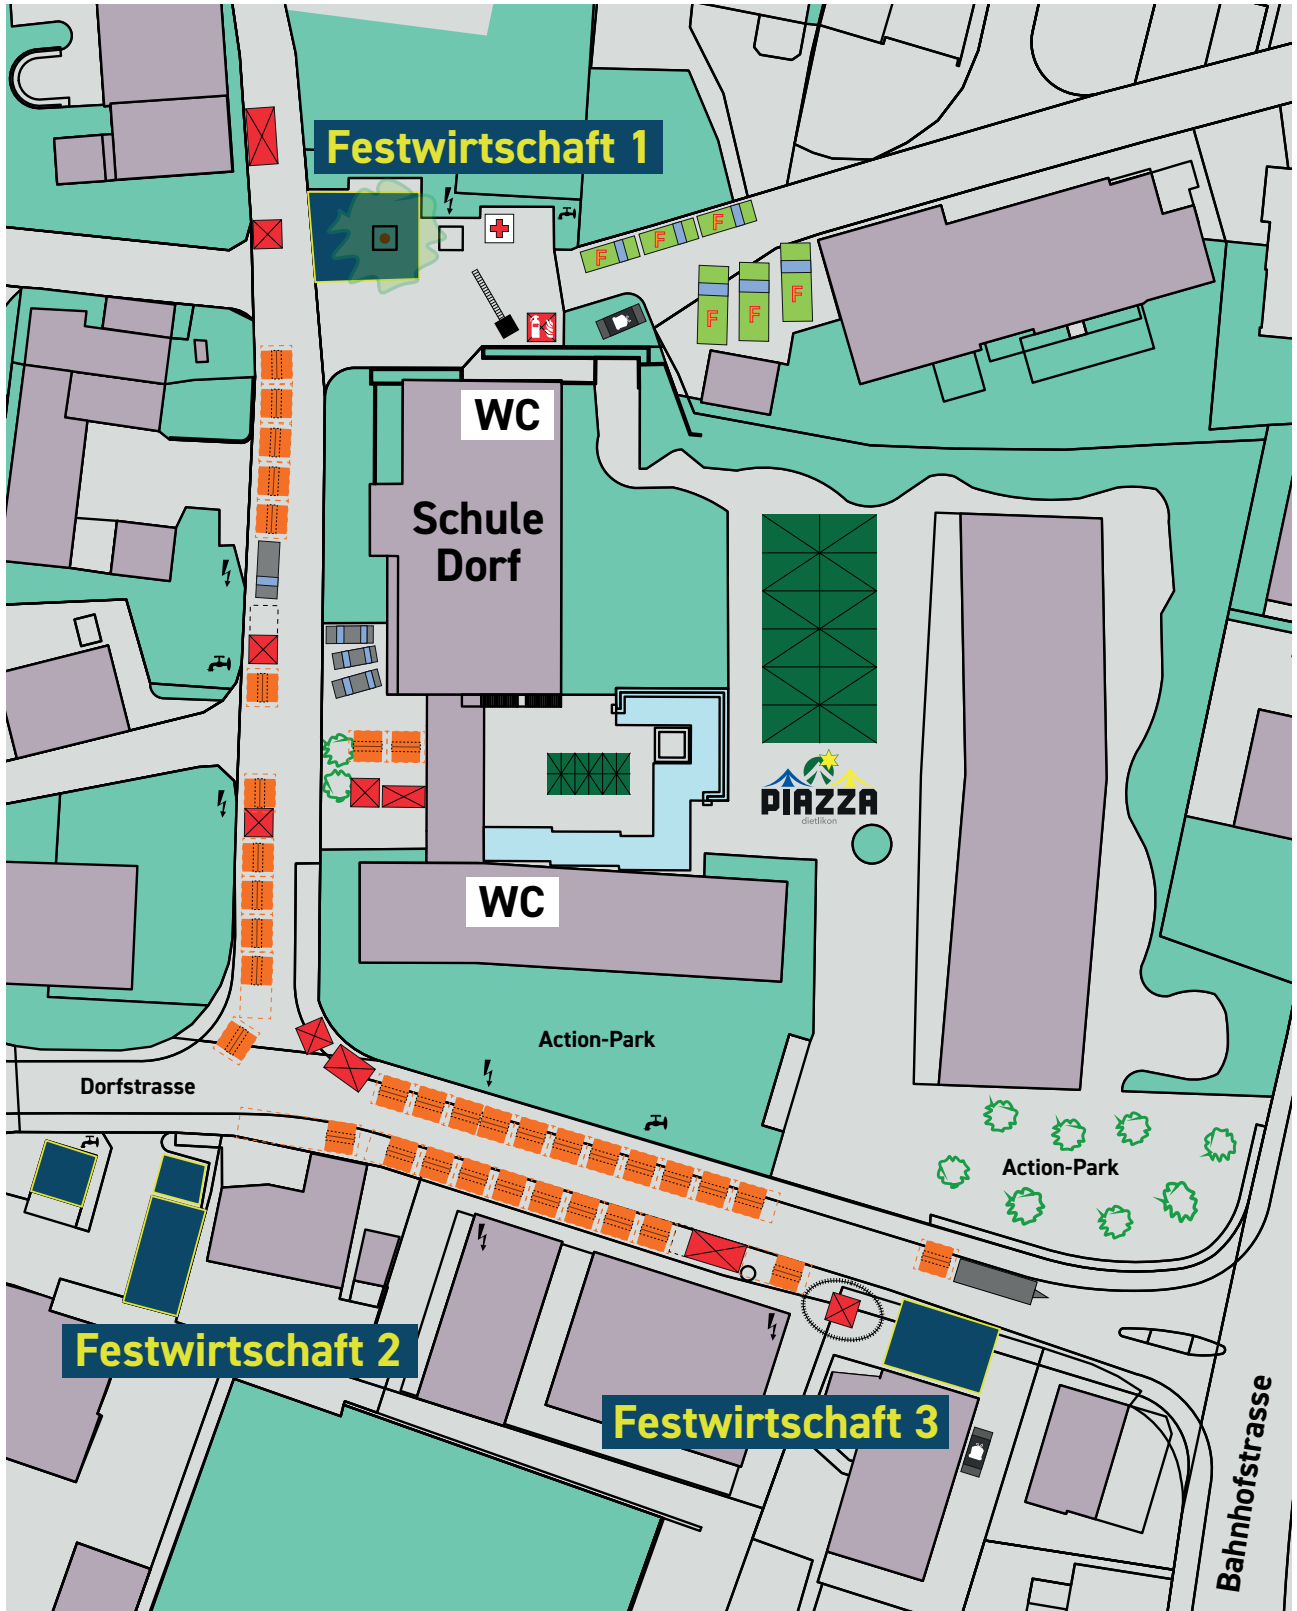 Festwirtschaft 1
F
F
F
F
F
F
WC
Schule
Dorf
PIAZZA
dietlikon
WC
Action-Park
Dorfstrasse
Action-Park
Festwirtschaft 2
Festwirtschaft 3
Bahnhofstrasse